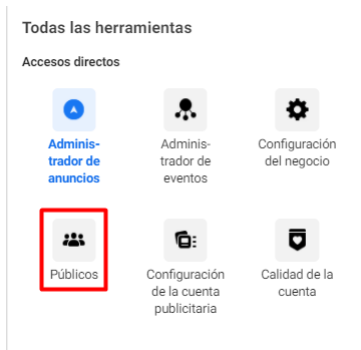 Todas las herramientas
Accesos directos
Adminis-
trador de
anuncios
Adminis-
trador de
eventos
Configuración
del negocio
Públicos
Configuración
de la cuenta
publicitaria
Calidad de la
cuenta